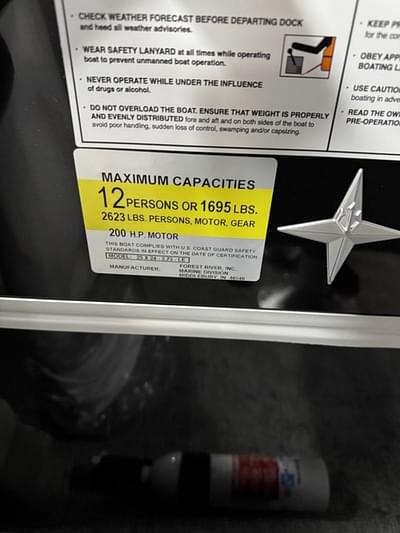 · CHECK WEATHER FORECAST BEFORE DEPARTING DOCK
and heed all weather advisories.
· WEAR SAFETY LANYARD at all times while operating
boat to prevent unmanned boat operation.
· NEVER OPERATE WHILE UNDER THE INFLUENCE
of drugs or alcohol.
· DO NOT OVERLOAD THE BOAT. ENSURE THAT WEIGHT IS PROPERLY
AND EVENLY DISTRIBUTED fore and aft and on both sides of the boat to
avoid poor handling, sudden loss of control, swamping and/or capsizing.
· KEEP
for the
· OBEY
BOATING
· USE
boating in
· READ THE
MAXIMUM CAPACITIES
12 PERSONS OR 1695 LBS.
2623 LBS. PERSONS, MOTOR, GEAR
200 H.P. MOTOR
THIS BOAT COMPLIES WITH U.S. COAST GUARD SAFETY
STANDARDS IN EFFECT ON THE DATE OF CERTIFICATION
MODEL:
MANUFACTURER: FOREST RIVER, INC.
MARINE DIVISION
MIDDLEBURY, IN